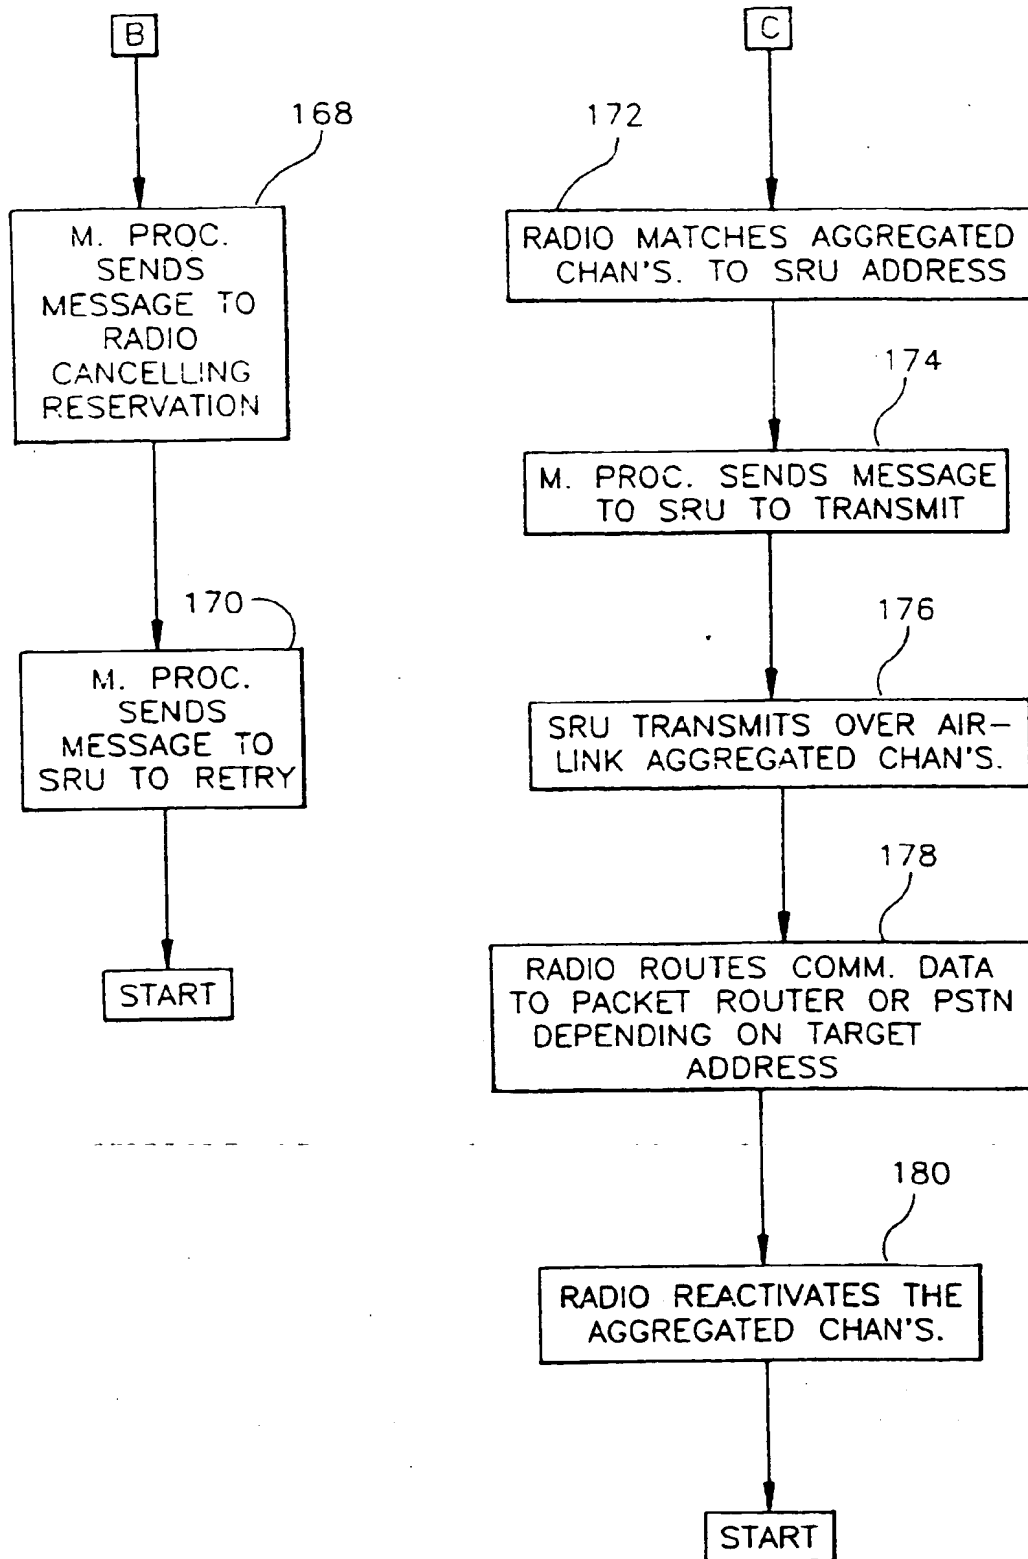 B
168
M. PROC.
SENDS
MESSAGE TO
RADIO
CANCELLING
RESERVATION
170
M. PROC.
SENDS
MESSAGE TO
SRU TO RETRY
START
C
172
RADIO MATCHES AGGREGATED
CHAN'S. TO SRU ADDRESS
174
M. PROC. SENDS MESSAGE
TO SRU TO TRANSMIT
176
SRU TRANSMITS OVER AIR-
LINK AGGREGATED CHAN'S.
178
RADIO ROUTES COMM. DATA
TO PACKET ROUTER OR PSTN
DEPENDING ON TARGET
ADDRESS
180
RADIO REACTIVATES THE
AGGREGATED CHAN'S.
START